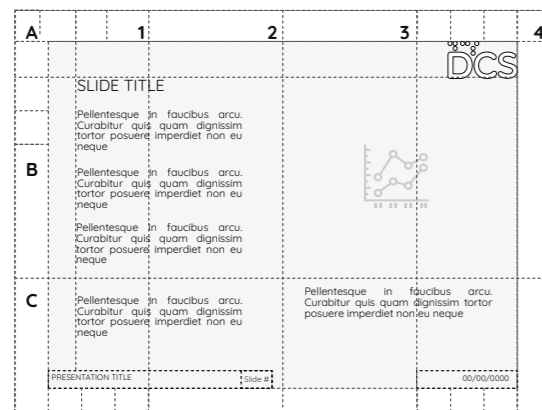 A 1 2 3 4
DCS
SLIDE TITLE
Pellentesque in faucibus arcu.
Curabitur quis quam dignissim
tortor posuere imperdiet non eu
neque
B
Pellentesque in faucibus arcu.
Curabitur quis quam dignissim
tortor posuere imperdiet non eu
neque
Pellentesque in faucibus arcu.
Curabitur quis quam dignissim
tortor posuere imperdiet non eu
neque
C
Pellentesque in faucibus arcu.
Curabitur quis quam dignissim
tortor posuere imperdiet non eu
neque
Pellentesque in faucibus arcu.
Curabitur quis quam dignissim tortor
posuere imperdiet non eu neque
PRESENTATION TITLE Slide # 00/00/0000